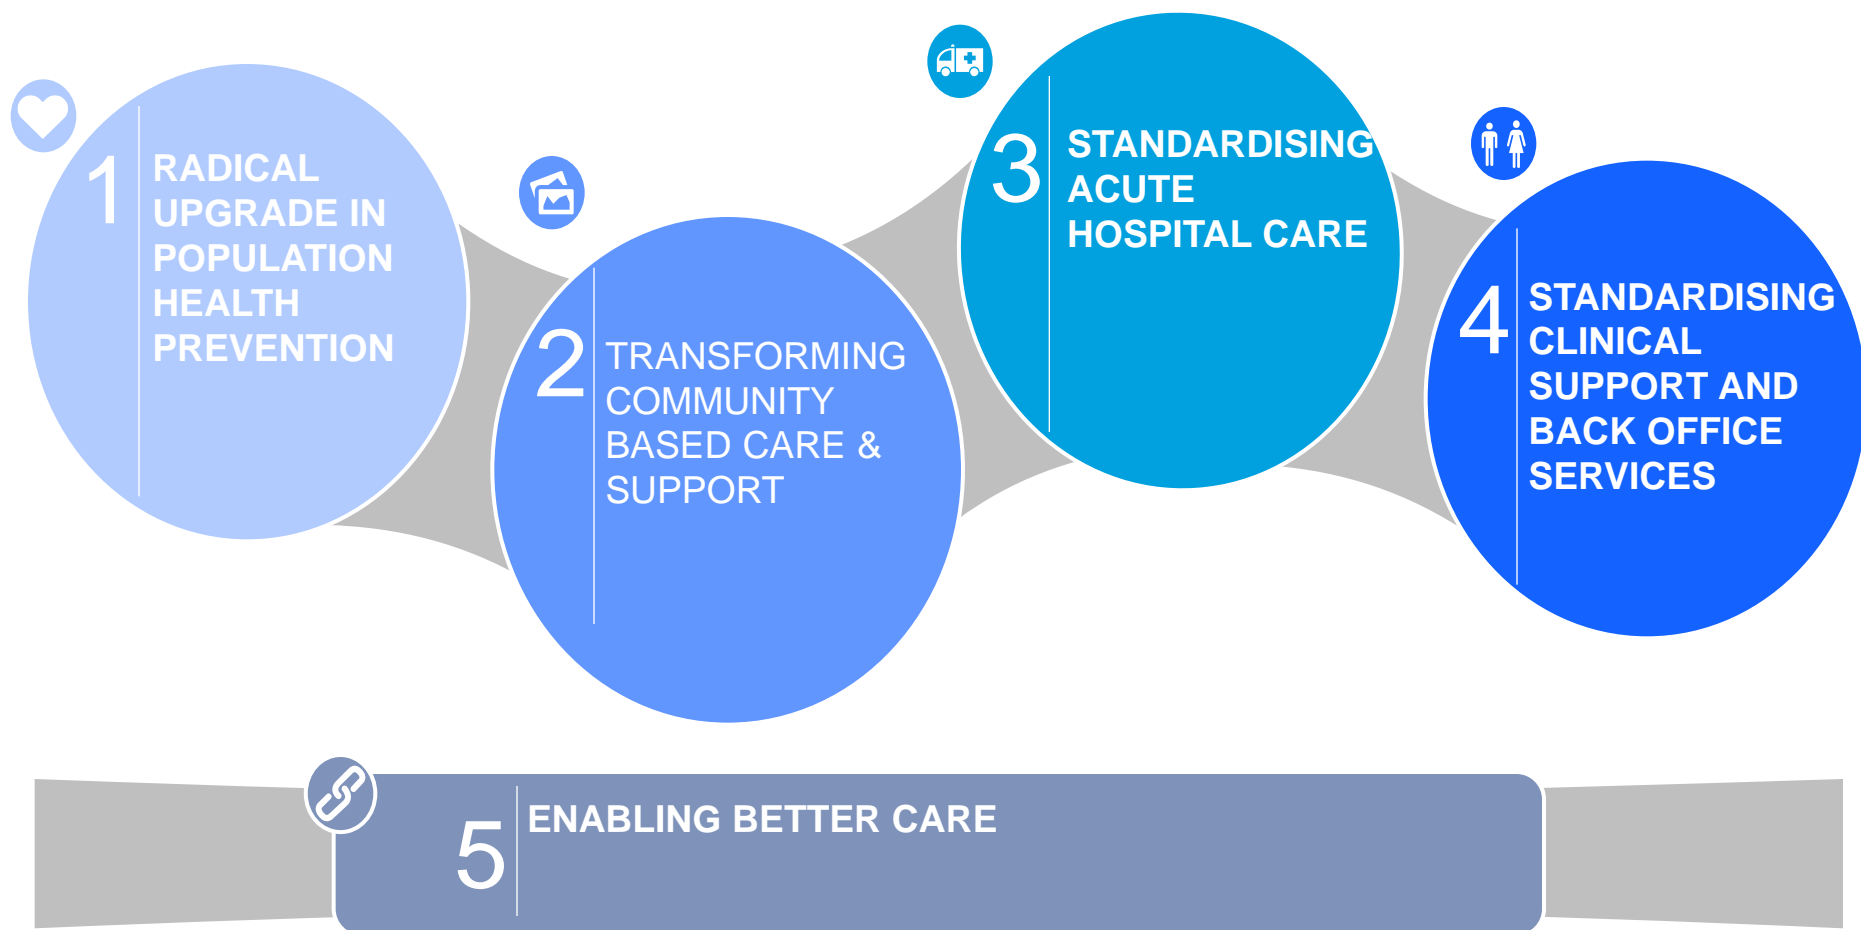 1
RADICAL
UPGRADE IN
POPULATION
HEALTH
PREVENTION
2
TRANSFORMING
COMMUNITY
BASED CARE &
SUPPORT
3
STANDARDISING
ACUTE
HOSPITAL CARE
4
STANDARDISING
CLINICAL
SUPPORT AND
BACK OFFICE
SERVICES
5
ENABLING BETTER CARE